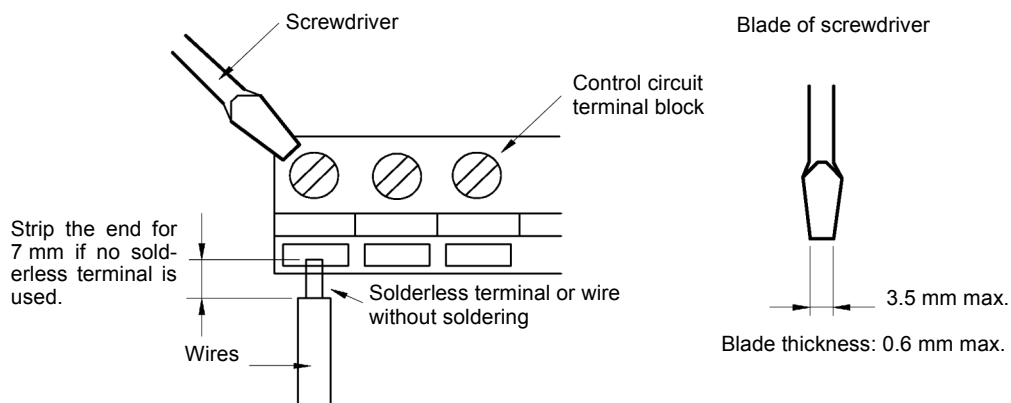 Screwdriver
Blade of screwdriver
Control circuit
terminal block
Strip the end for
7 mm if no sold-
erless terminal is
used.
Solderless terminal or wire
without soldering
Wires
3.5 mm max.
Blade thickness: 0.6 mm max.